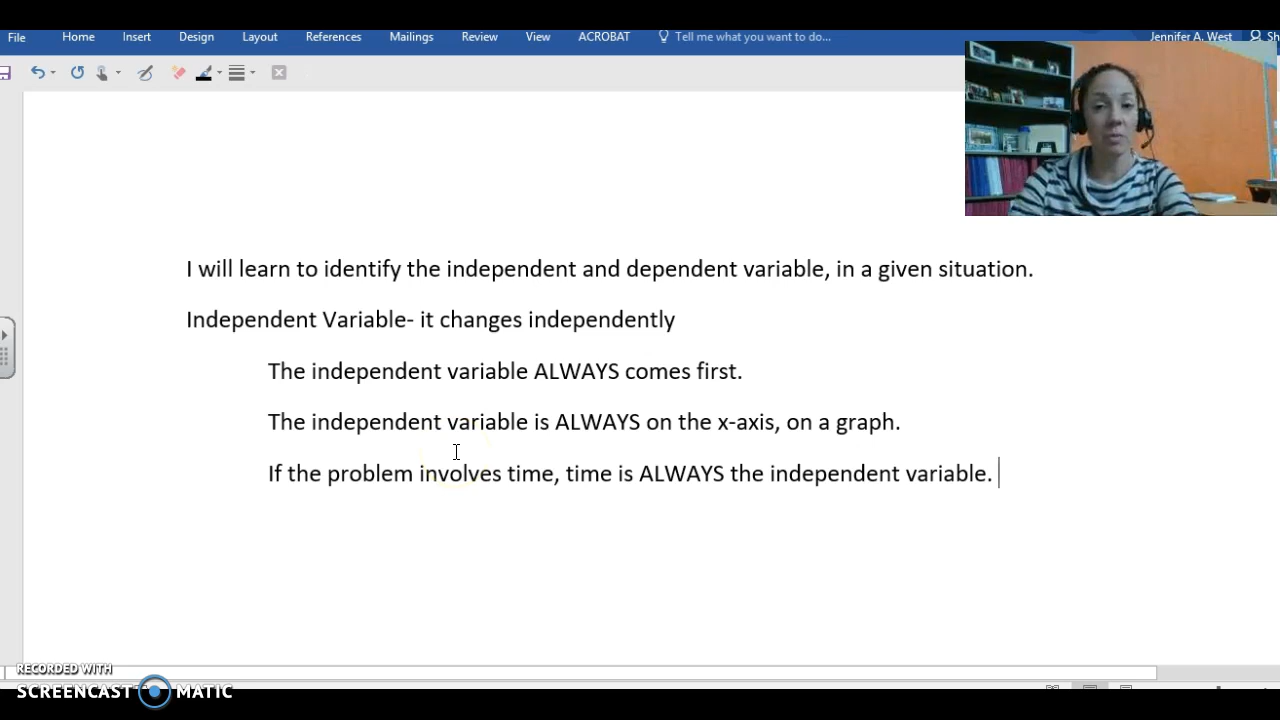 File Home Insert Design Layout References Mailings Review View ACROBAT Tell me what you want to do... Jennifer A. West Sh
I will learn to identify the independent and dependent variable, in a given situation.
Independent Variable- it changes independently
The independent variable ALWAYS comes first.
The independent variable is ALWAYS on the x-axis, on a graph.
If the problem involves time, time is ALWAYS the independent variable.
RECORDED WITH
SCREENCAST MATIC